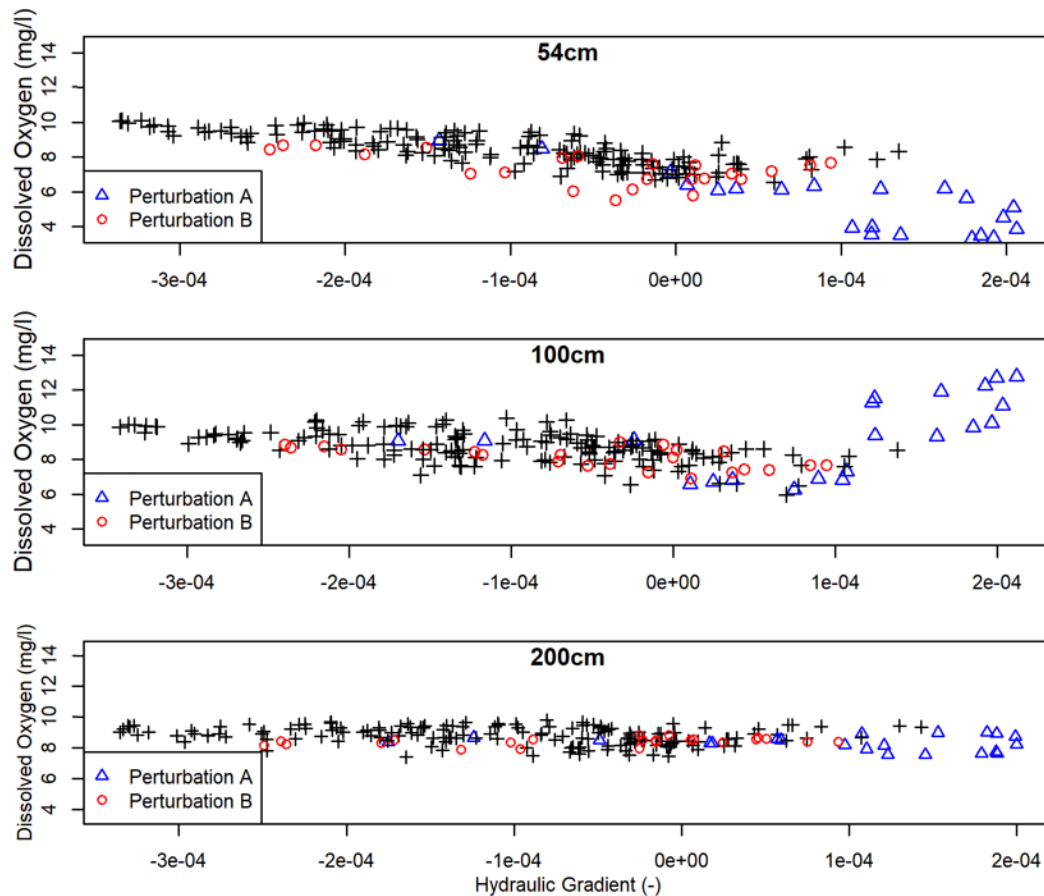 54cm
Dissolved Oxygen (mg/l)
14
12
10
8
6
4
Perturbation A
Perturbation B
-3e-04 -2e-04 -1e-04 0e+00 1e-04 2e-04
100cm
Dissolved Oxygen (mg/l)
14
12
10
8
6
4
Perturbation A
Perturbation B
-3e-04 -2e-04 -1e-04 0e+00 1e-04 2e-04
200cm
Dissolved Oxygen (mg/l)
14
12
10
8
6
4
Perturbation A
Perturbation B
-3e-04 -2e-04 -1e-04 0e+00 1e-04 2e-04
Hydraulic Gradient (-)